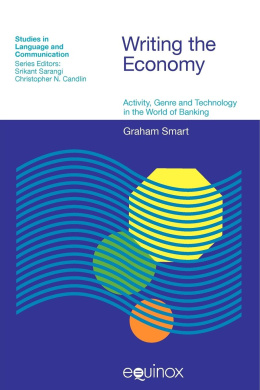 Studies in
Language and
Communication
Series Editors:
Srikant Sarangi
Christopher N. Candlin
Writing the
Economy
Activity, Genre and Technology
in the World of Banking
Graham Smart
equinox